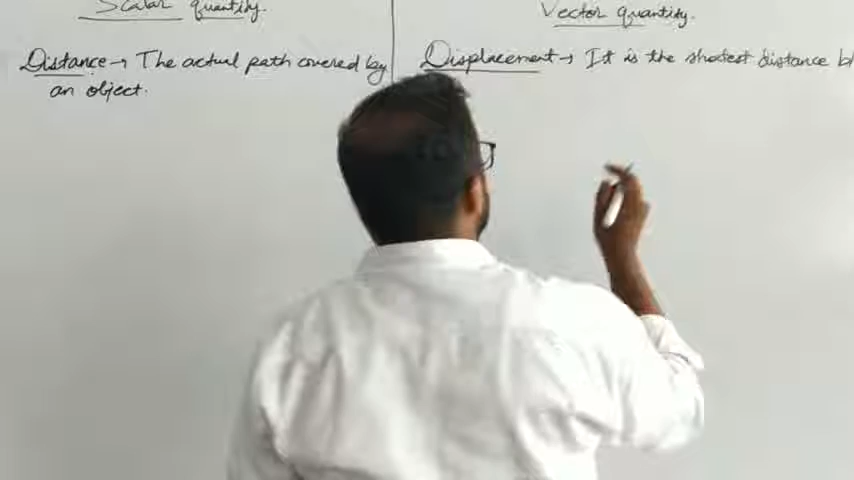 Scalar quantity.
Vector quantity.
Distance → The actual path covered by
an object.
Displacement → It is the shortest distance b